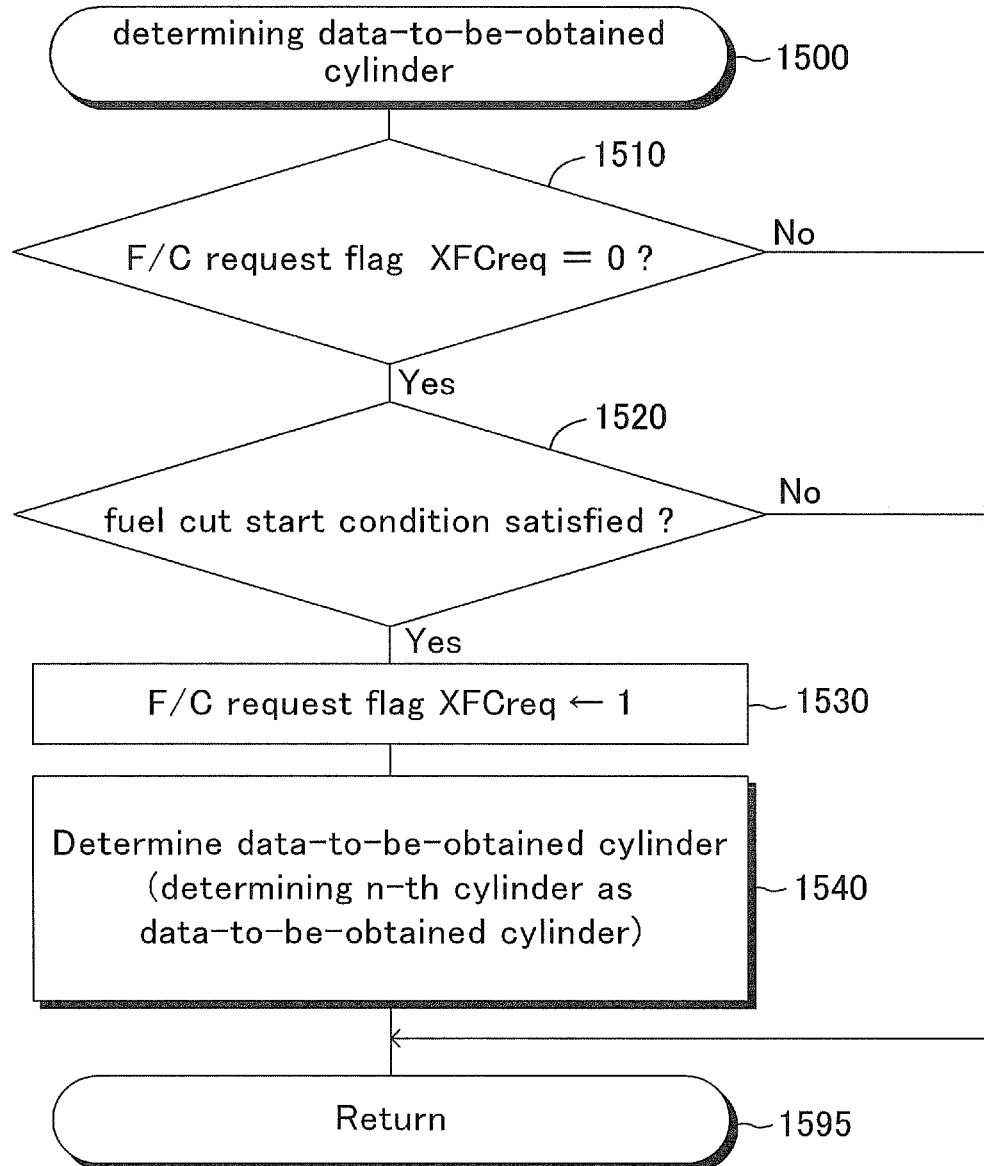 determining data-to-be-obtained
cylinder
1500
1510
F/C request flag XFCreq = 0 ?
No
Yes
1520
fuel cut start condition satisfied ?
No
Yes
F/C request flag XFCreq ← 1
1530
Determine data-to-be-obtained cylinder
(determining n-th cylinder as
data-to-be-obtained cylinder)
1540
Return
1595